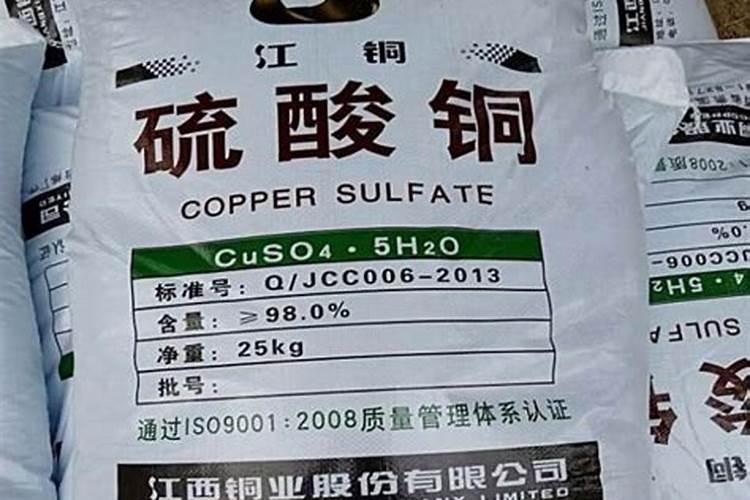 江 铜
硫酸铜
COPPER SULFATE
CuSO4·5H2O
标准号：Q/JCC006-2013
含量：≥98.0%
净重：25kg
批号：
通过ISO9001:2008质量管理体系认证
江西铜业股份有限公司
LIMITED